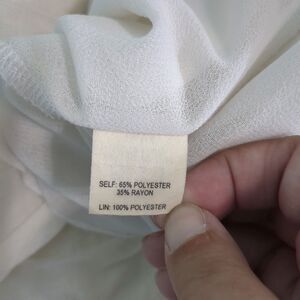 SELF: 65% POLYESTER
35% RAYON
LIN: 100% POLYESTER